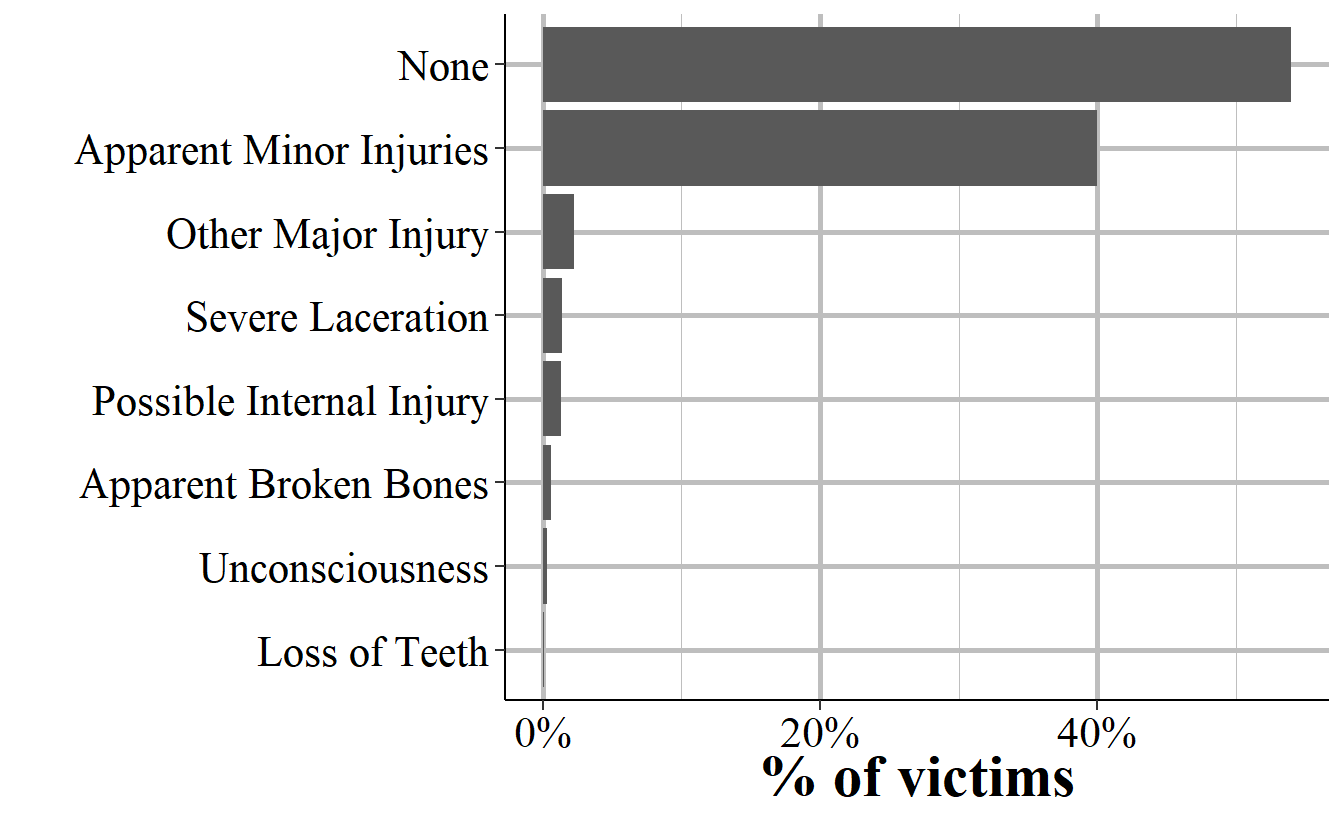 None
Apparent Minor Injuries
Other Major Injury
Severe Laceration
Possible Internal Injury
Apparent Broken Bones
Unconsciousness
Loss of Teeth
0% 20% 40%
% of victims